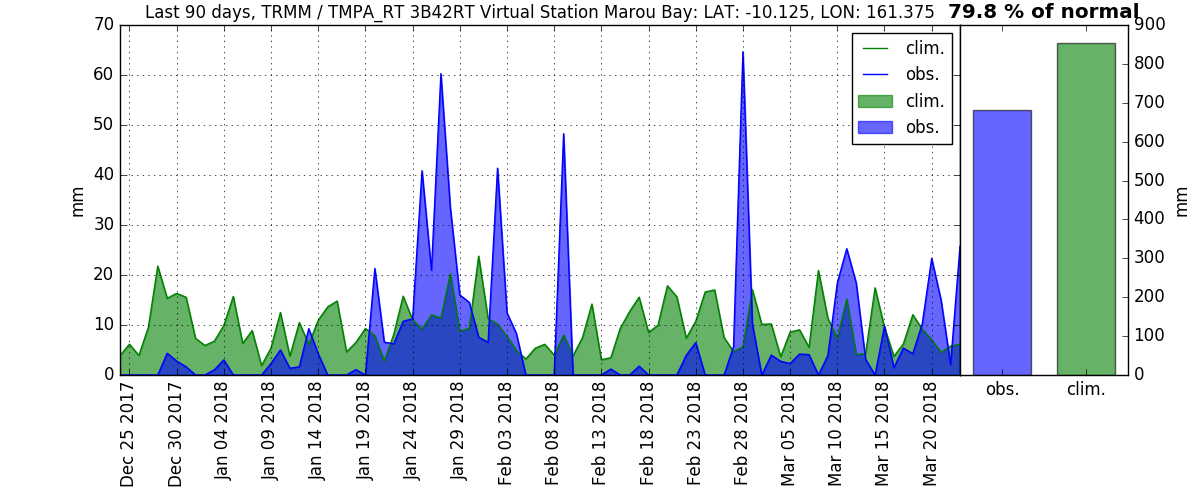 Last 90 days, TRMM / TMPA_RT 3B42RT Virtual Station Marou Bay: LAT: -10.125, LON: 161.375
79.8 % of normal
70
60
50
40
30
20
10
0
mm
clim.
obs.
clim.
obs.
Dec 25 2017
Dec 30 2017
Jan 04 2018
Jan 09 2018
Jan 14 2018
Jan 19 2018
Jan 24 2018
Jan 29 2018
Feb 03 2018
Feb 08 2018
Feb 13 2018
Feb 18 2018
Feb 23 2018
Feb 28 2018
Mar 05 2018
Mar 10 2018
Mar 15 2018
Mar 20 2018
900
800
700
600
500
400
300
200
100
0
mm
obs.
clim.